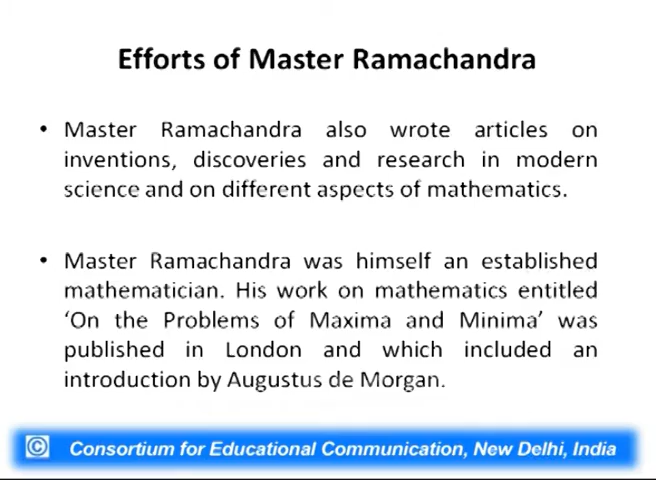 Efforts of Master Ramachandra
• Master Ramachandra also wrote articles on
inventions, discoveries and research in modern
science and on different aspects of mathematics.
• Master Ramachandra was himself an established
mathematician. His work on mathematics entitled
‘On the Problems of Maxima and Minima’ was
published in London and which included an
introduction by Augustus de Morgan.
© Consortium for Educational Communication, New Delhi, India